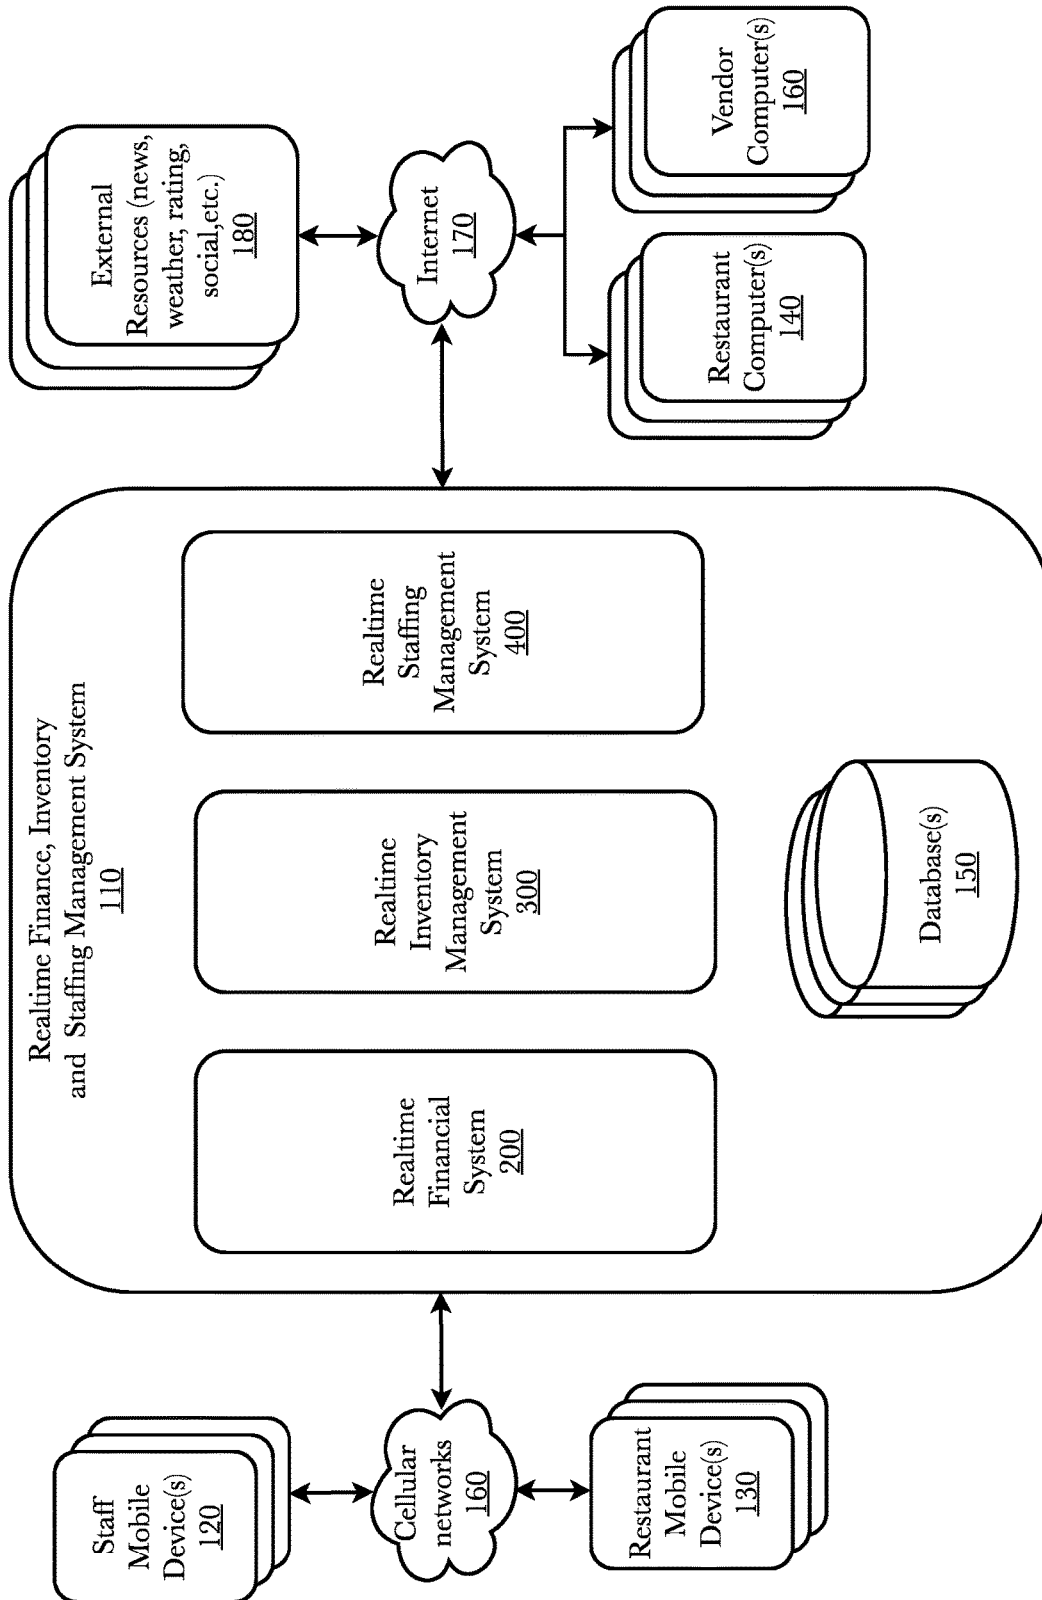 Realtime Finance, Inventory
and Staffing Management System
110
Staff
Mobile
Device(s)
120
Cellular
networks
160
Restaurant
Mobile
Device(s)
130
Realtime
Financial
System
200
Realtime
Inventory
Management
System
300
Realtime
Staffing
Management
System
400
Database(s)
150
External
Resources (news,
weather, rating,
social,etc.)
180
Internet
170
Restaurant
Computer(s)
140
Vendor
Computer(s)
160